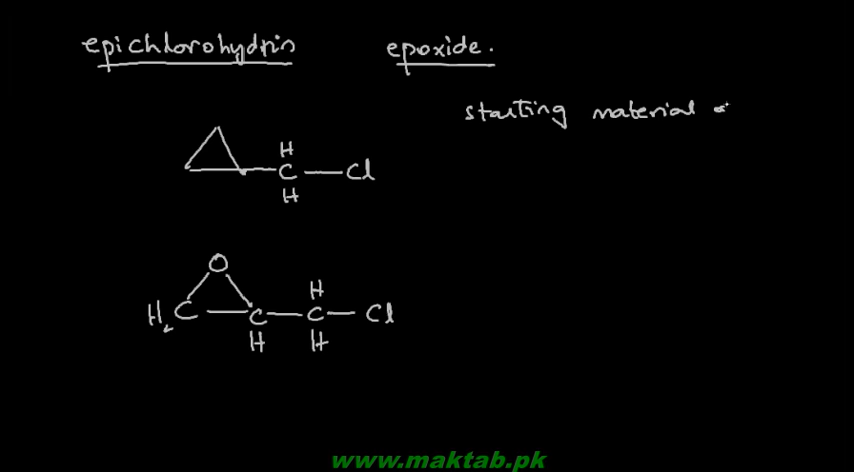 epichlorohydrin epoxide.
starting material
H
C — Cl
H
O
H
H₂C — C — C — Cl
H H
www.maktab.pk